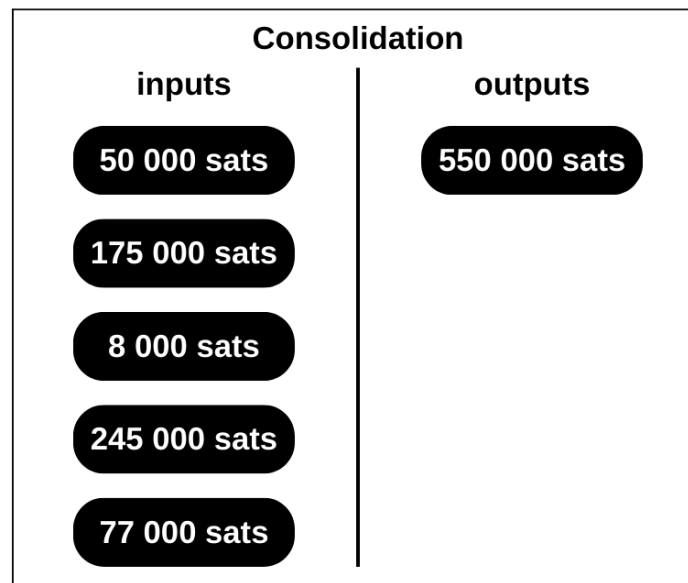 Consolidation
inputs
outputs
50 000 sats
550 000 sats
175 000 sats
8 000 sats
245 000 sats
77 000 sats